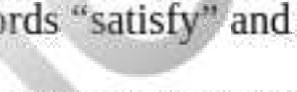 ords “satisfy” and